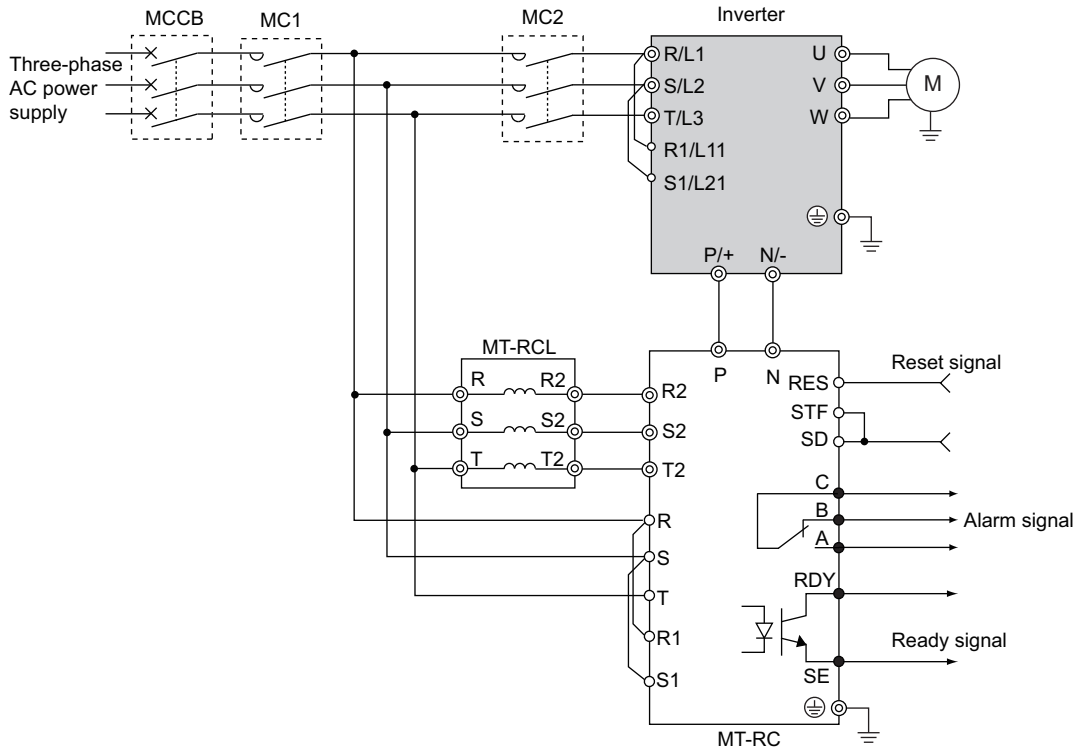 MCCB
MC1
MC2
Inverter
Three-phase
AC power
supply
R/L1
S/L2
T/L3
R1/L11
S1/L21
U
V
W
M
P/+
N/-
MT-RCL
R
R2
S
S2
T
T2
P
N
R2
S2
T2
R
S
T
R1
S1
RES
STF
SD
C
B
A
RDY
SE
Reset signal
Alarm signal
Ready signal
MT-RC